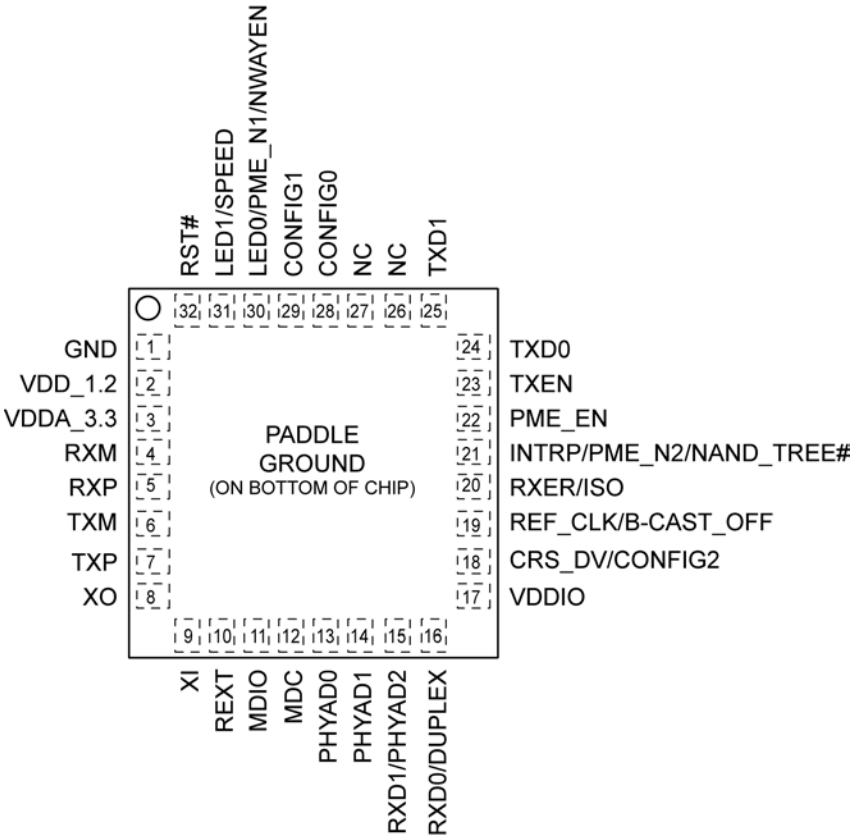 RST#
LED1/SPEED
LED0/PME_N1/NWAYEN
CONFIG1
CONFIG0
NC
NC
TXD1
32 31 30 29 28 27 26 25
GND 1
VDD_1.2 2
VDDA_3.3 3
RXM 4
RXP 5
TXM 6
TXP 7
XO 8
PADDLE
GROUND
(ON BOTTOM OF CHIP)
24 TXD0
23 TXEN
22 PME_EN
21 INTRP/PME_N2/NAND_TREE#
20 RXER/ISO
19 REF_CLK/B-CAST_OFF
18 CRS_DV/CONFIG2
17 VDDIO
9 10 11 12 13 14 15 16
XI
REXT
MDIO
MDC
PHYAD0
PHYAD1
RXD1/PHYAD2
RXD0/DUPLEX